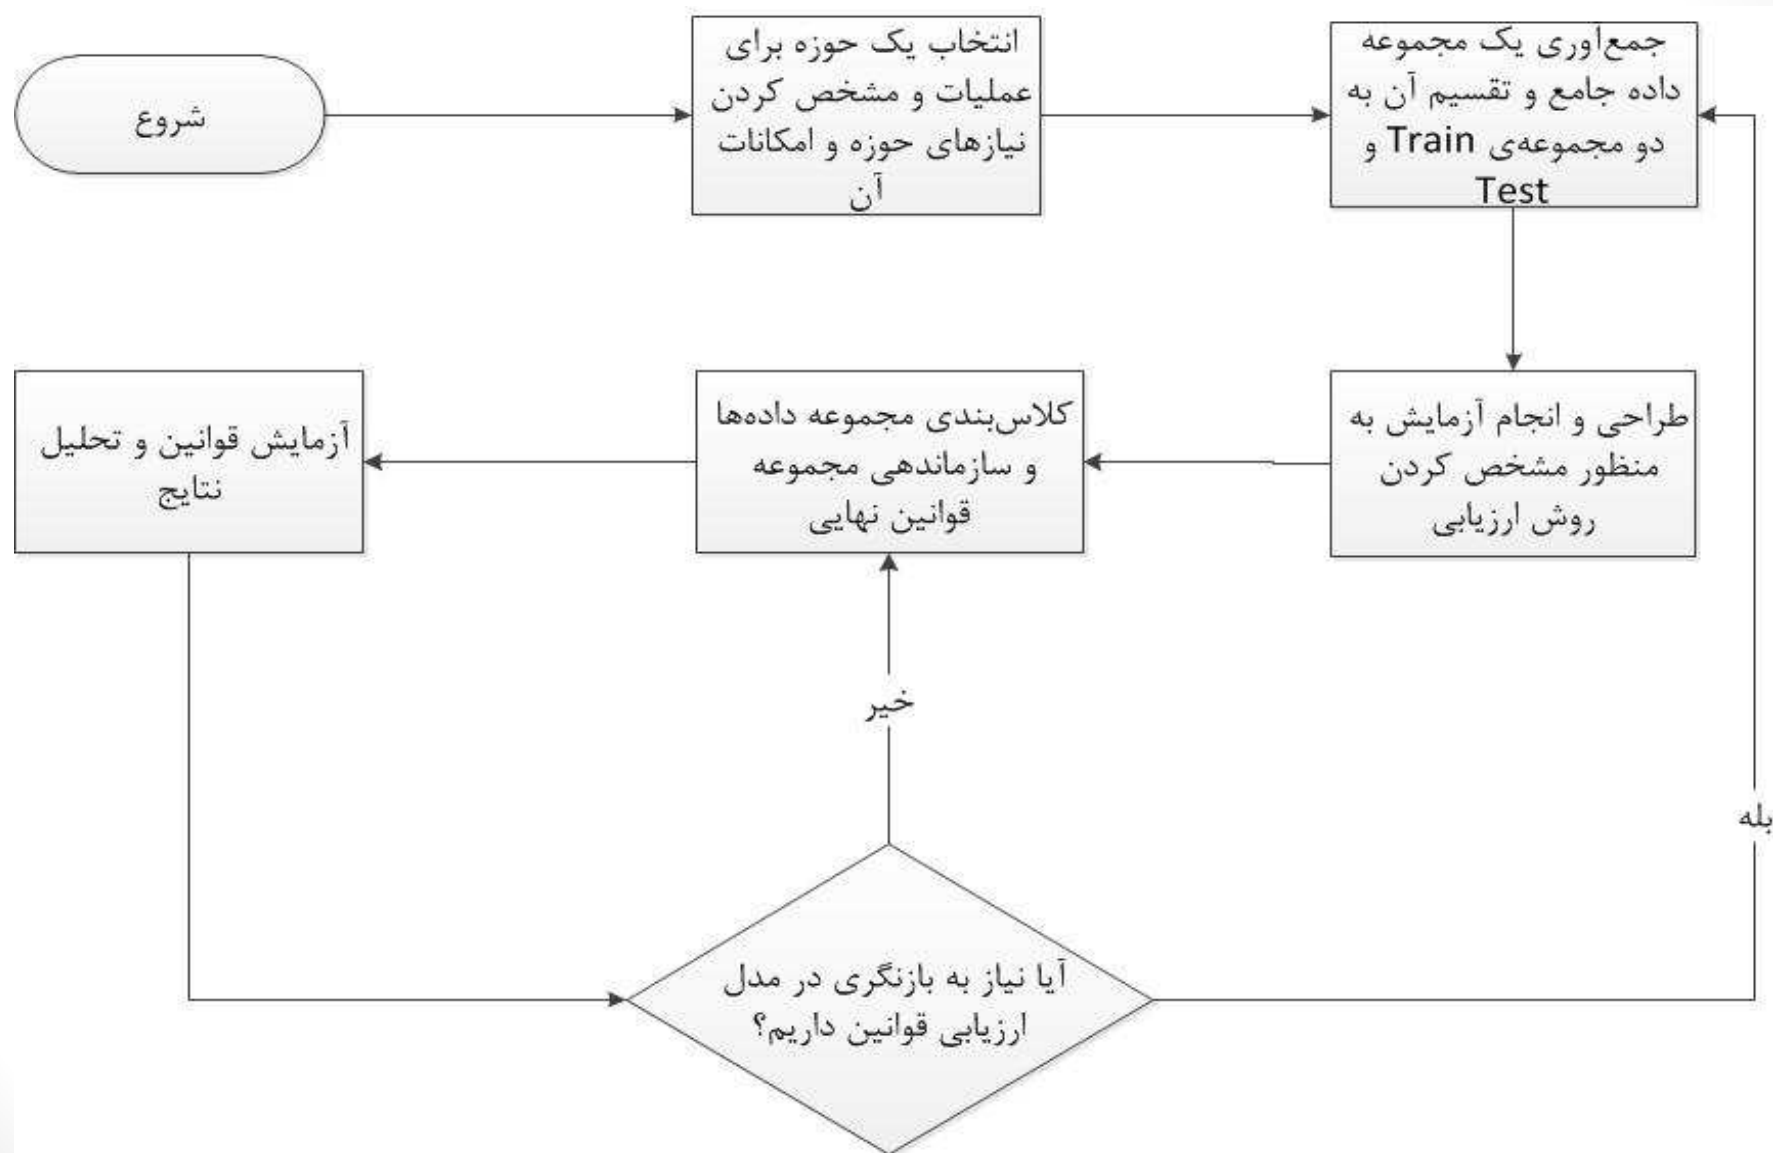 شروع
انتخاب یک حوزه برای
عملیات و مشخص کردن
نیازهای حوزه و امکانات
آن
جمع‌آوری یک مجموعه
داده جامع و تقسیم آن به
دو مجموعه‌ی Train و
Test
طراحی و انجام آزمایش به
منظور مشخص کردن
روش ارزیابی
کلاس‌بندی مجموعه داده‌ها
و سازماندهی مجموعه
قوانین نهایی
آزمایش قوانین و تحلیل
نتایج
خیر
بله
آیا نیاز به بازنگری در مدل
ارزیابی قوانین داریم؟